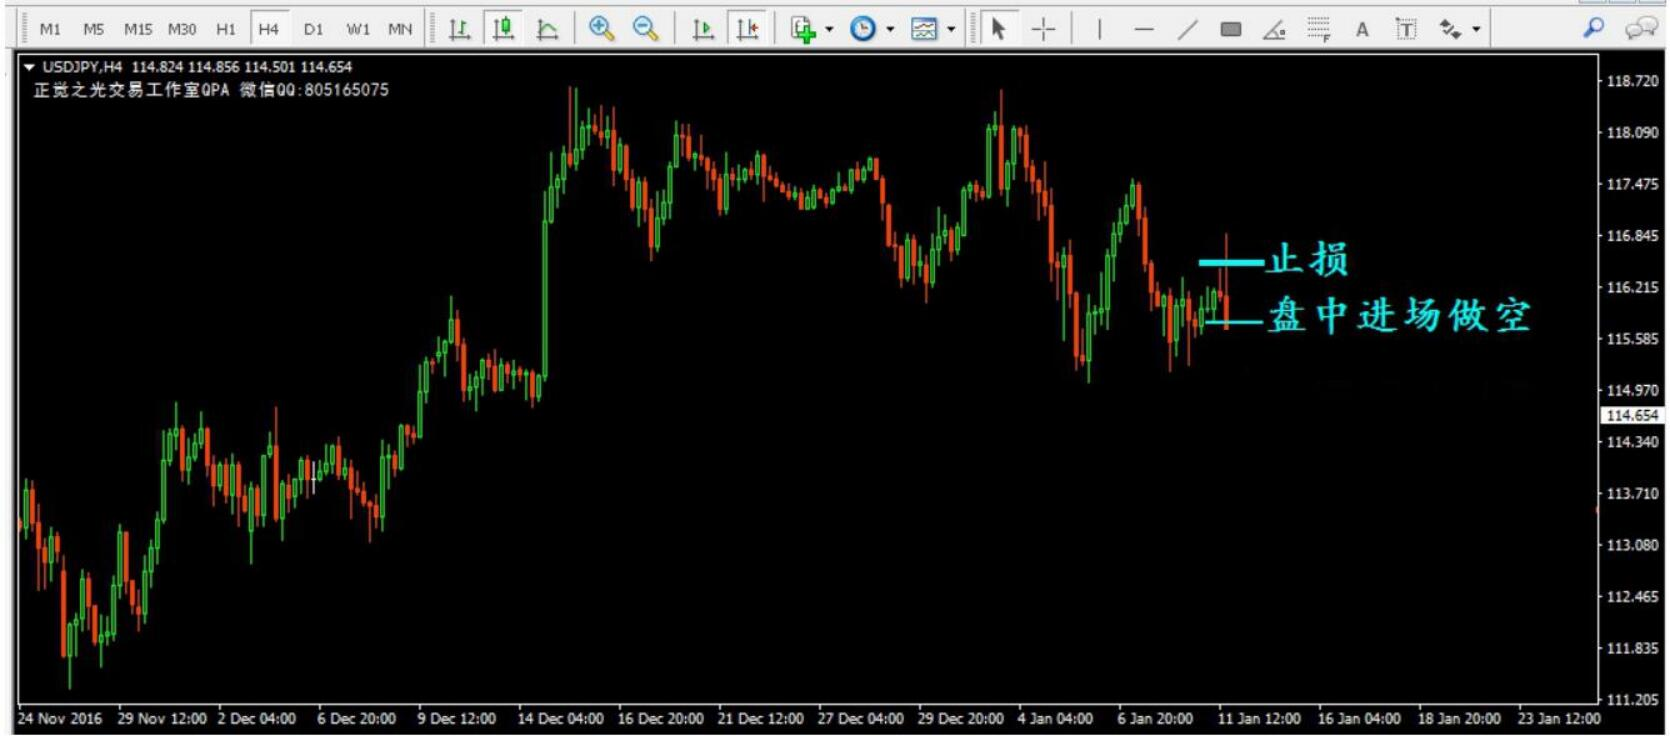 M1 M5 M15 M30 H1 H4 D1 W1 MN
A T
F
USDJPY,H4 114.824 114.856 114.501 114.654
正觉之光交易工作室QPA 微信QQ:805165075
118.720
118.090
117.475
116.845
止损
116.215
盘中进场做空
115.585
114.970
114.654
114.340
113.710
113.080
112.465
111.835
111.205
24 Nov 2016 29 Nov 12:00 2 Dec 04:00 6 Dec 20:00 9 Dec 12:00 14 Dec 04:00 16 Dec 20:00 21 Dec 12:00 27 Dec 04:00 29 Dec 20:00 4 Jan 04:00 6 Jan 20:00 11 Jan 12:00 16 Jan 04:00 18 Jan 20:00 23 Jan 12:00